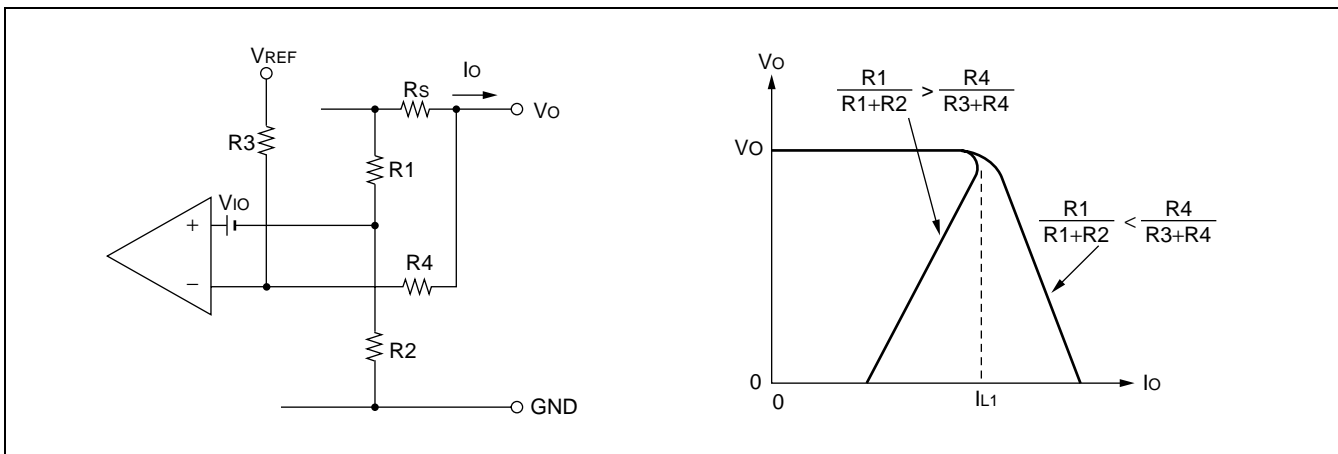 VREF
IO
RS
VO
R3
R1
VIO
+
−
R4
R2
GND
VO
R1
R1+R2
>
R4
R3+R4
VO
R1
R1+R2
<
R4
R3+R4
0
0
IL1
IO